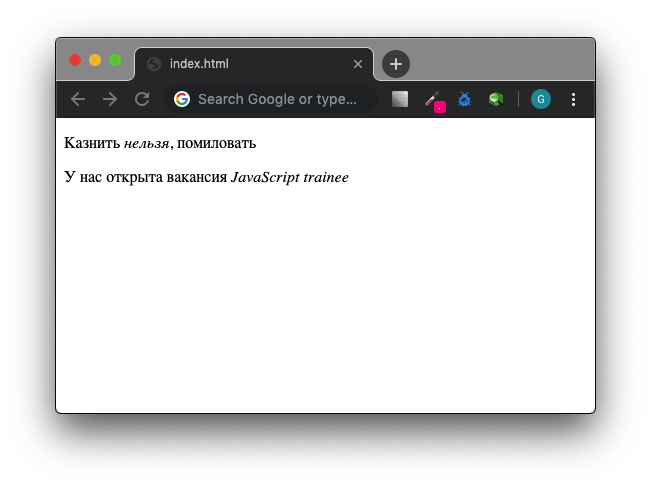 index.html
Search Google or type...
G
Казнить нельзя, помиловать
У нас открыта вакансия JavaScript trainee